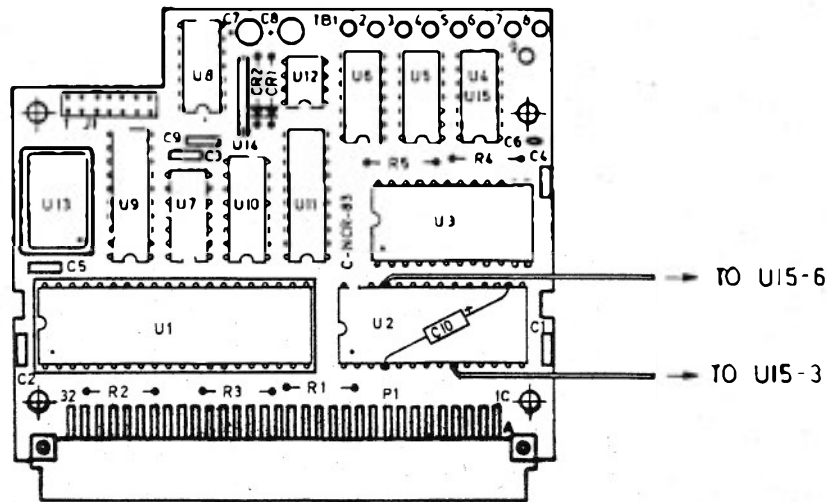 C7 C8 TB1 2 3 4 5 6 7 8
9
U8 CR2 CR1 U12 U6 U5 U4
U15
J1
C9 U14 C6
C3 R5 R4 C4
U13 U9 U7 U10 U11 C-NCR-83 U3
C5
TO U15-6
U1 U2 C10 + C1
C2
TO U15-3
32 R2 R3 R1 P1 1C
A